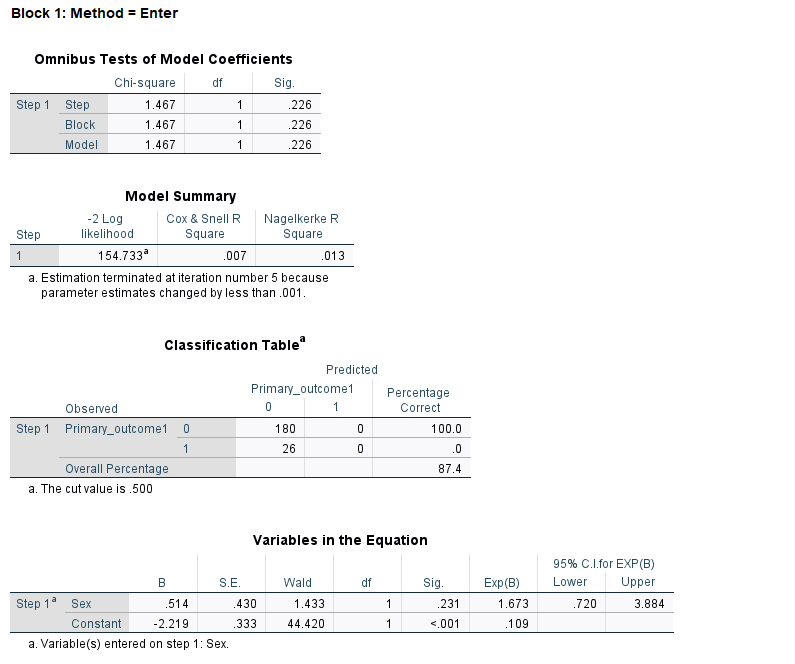 Block 1: Method = Enter
Omnibus Tests of Model Coefficients
Chi-square df Sig.
Step 1 Step 1.467 1 .226
Block 1.467 1 .226
Model 1.467 1 .226
Model Summary
-2 Log Cox & Snell R Nagelkerke R
Step likelihood Square Square
1 154.733a .007 .013
a. Estimation terminated at iteration number 5 because
parameter estimates changed by less than .001.
Classification Tablea
Predicted
Primary_outcome1 Percentage
Observed 0 1 Correct
Step 1 Primary_outcome1 0 180 0 100.0
1 26 0 .0
Overall Percentage 87.4
a. The cut value is .500
Variables in the Equation
95% C.I.for EXP(B)
B S.E. Wald df Sig. Exp(B) Lower Upper
Step 1a Sex .514 .430 1.433 1 .231 1.673 .720 3.884
Constant -2.219 .333 44.420 1 <.001 .109
a. Variable(s) entered on step 1: Sex.